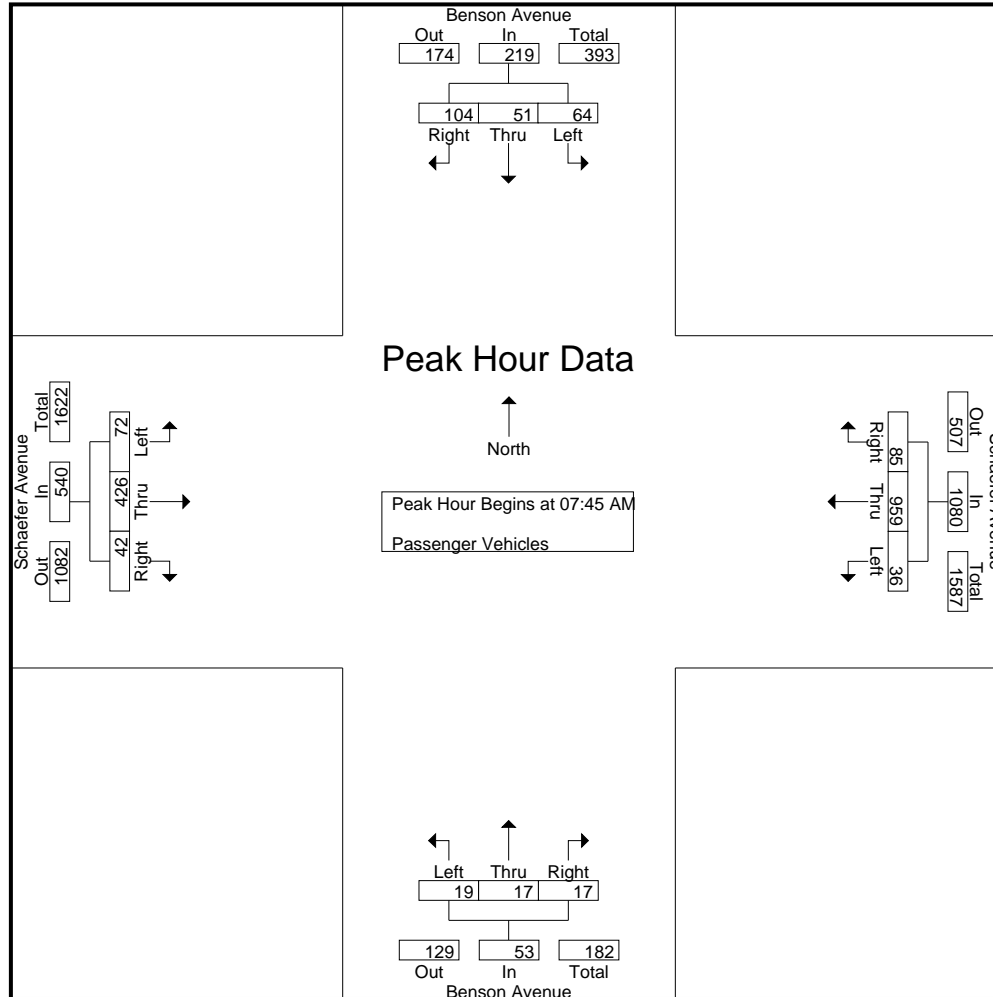 Benson Avenue
Out In Total
174 219 393
104 51 64
Right Thru Left
Peak Hour Data
North
Peak Hour Begins at 07:45 AM
Passenger Vehicles
Schaefer Avenue
Total In Out
1622 540 1082
72 426 42
Left Thru Right
Right Thru Left
85 959 36
Out In Total
507 1080 1587
Left Thru Right
19 17 17
129 53 182
Out In Total
Benson Avenue